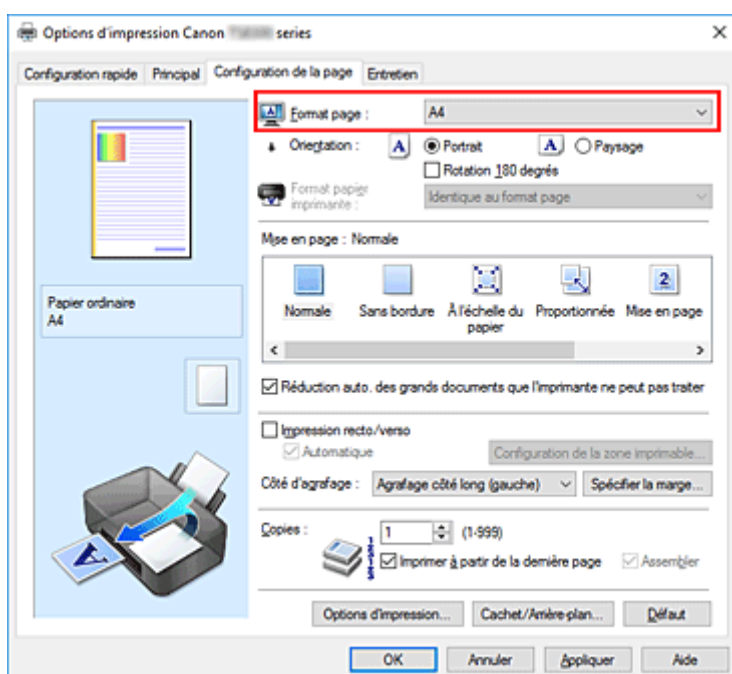 Options d'impression Canon series
Configuration rapide Principal Configuration de la page Entretien
Format page : A4
Orientation : A Portrait A Paysage
Rotation 180 degrés
Format papier imprimante : Identique au format page
Mise en page : Normale
2
Normale Sans bordure À l'échelle du papier Proportionnée Mise en page
Papier ordinaire
A4
Réduction auto. des grands documents que l'imprimante ne peut pas traiter
Impression recto/verso
Automatique Configuration de la zone imprimable...
Côté d'agrafage : Agrafage côté long (gauche) Spécifier la marge...
Copies : 1 (1-999)
Imprimer à partir de la dernière page Assembler
Options d'impression... Cachet/Arrière-plan... Défaut
OK Annuler Appliquer Aide